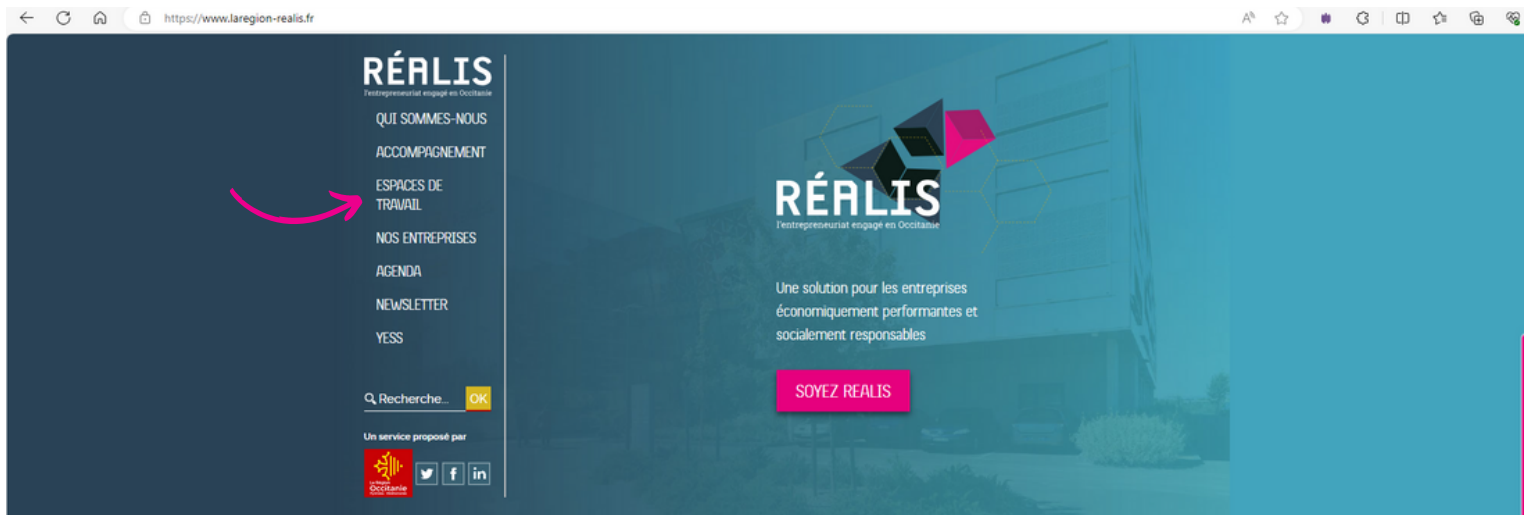 https://www.laregion-realis.fr
RÉALIS
l'entrepreneuriat engagé en Occitanie
QUI SOMMES-NOUS
ACCOMPAGNEMENT
ESPACES DE
TRAVAIL
NOS ENTREPRISES
AGENDA
NEWSLETTER
YESS
Recherche...
OK
Un service proposé par
La Région
Occitanie
RÉALIS
l'entrepreneuriat engagé en Occitanie
Une solution pour les entreprises
économiquement performantes et
socialement responsables
SOYEZ REALIS